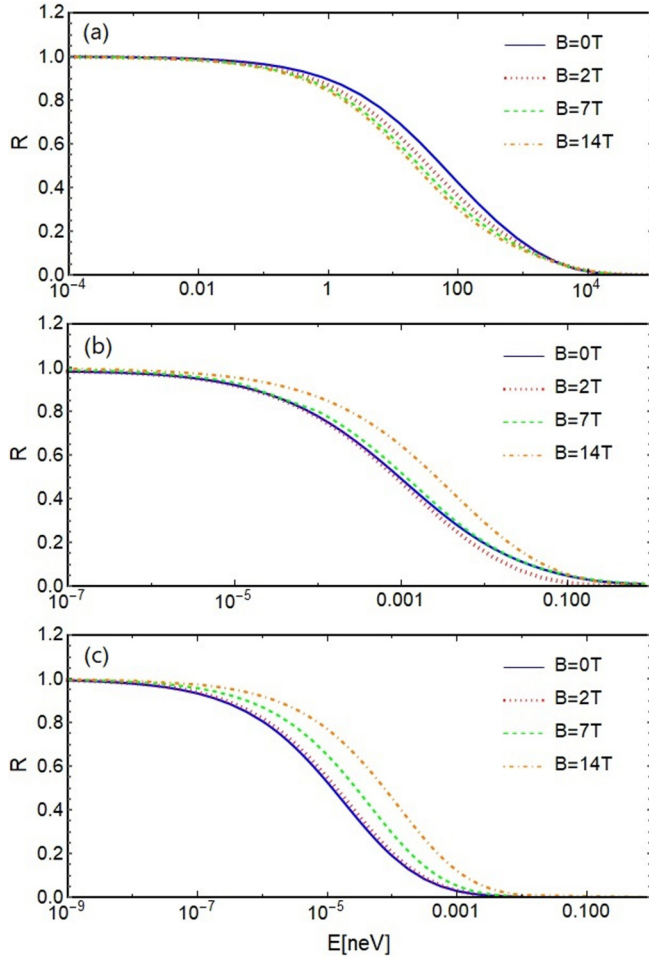 1.2
(a)
B=0T
1.0
B=2T
0.8
B=7T
R
0.6
B=14T
0.4
0.2
0.0
10⁻⁴ 0.01 1 100 10⁴
1.2
(b)
B=0T
1.0
B=2T
0.8
B=7T
R
0.6
B=14T
0.4
0.2
0.0
10⁻⁷ 10⁻⁵ 0.001 0.100
1.2
(c)
B=0T
1.0
B=2T
0.8
B=7T
R
0.6
B=14T
0.4
0.2
0.0
10⁻⁹ 10⁻⁷ 10⁻⁵ 0.001 0.100
E[neV]